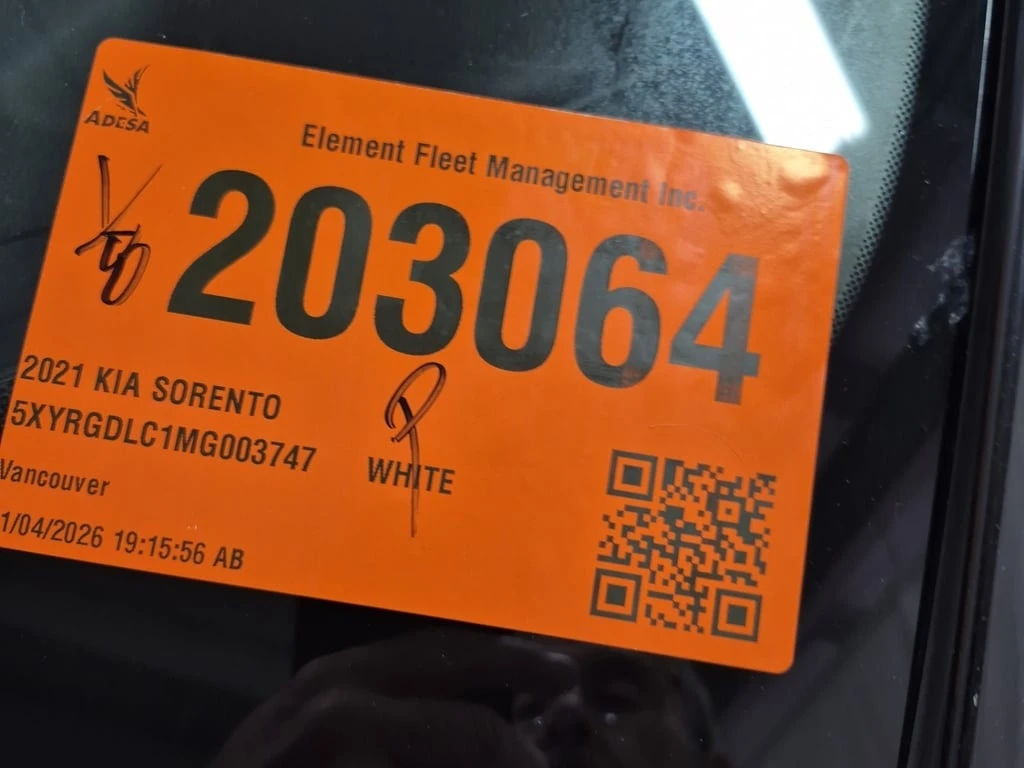 ADESA
Element Fleet Management Inc.
203064
2021 KIA SORENTO
5XYRGDLC1MG003747
WHITE
Vancouver
1/04/2026 19:15:56 AB